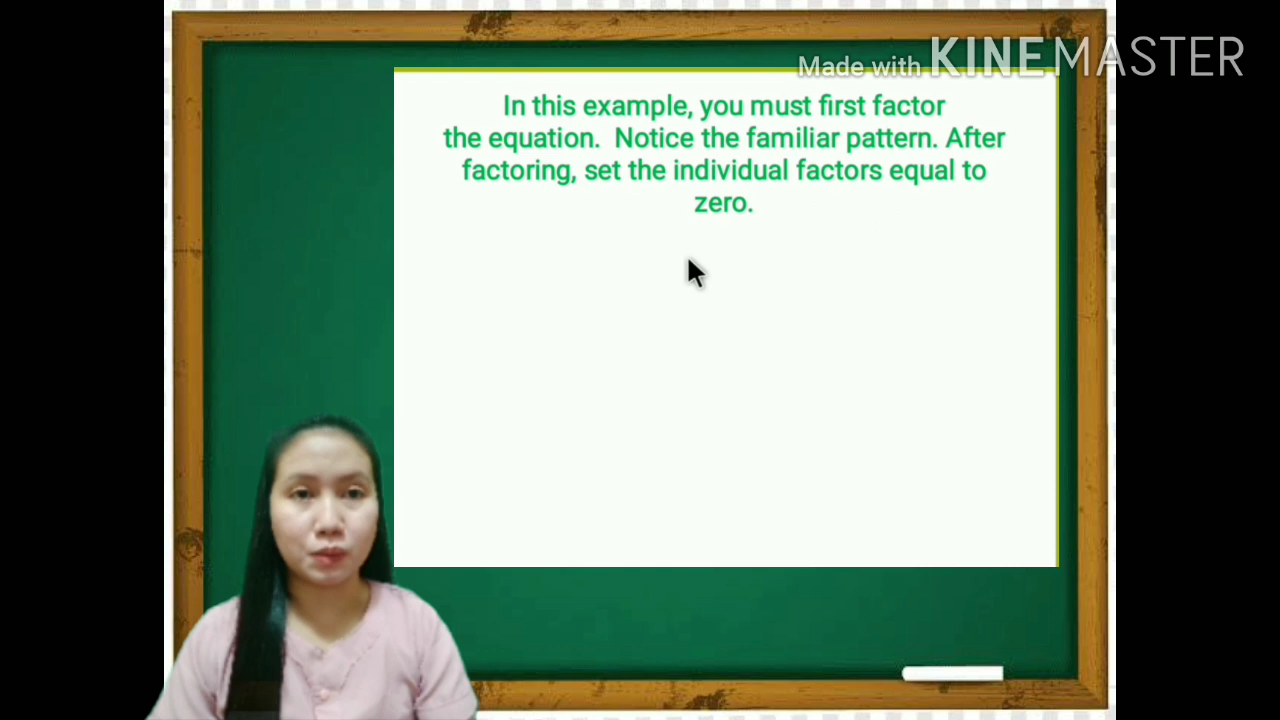 Made with KINEMASTER
In this example, you must first factor
the equation. Notice the familiar pattern. After
factoring, set the individual factors equal to
zero.